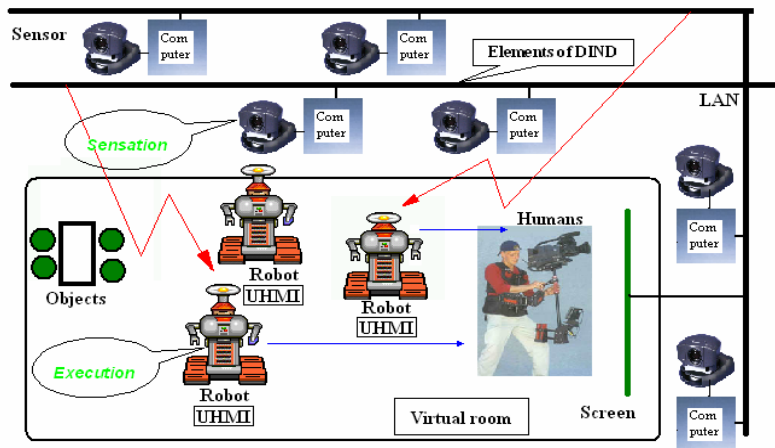 Sensor
Com
puter
Com
puter
Elements of DIND
LAN
Com
puter
Com
puter
Sensation
Com
puter
Humans
Objects
Robot
UHMI
Robot
UHMI
Execution
Robot
UHMI
Virtual room
Screen
Com
puter